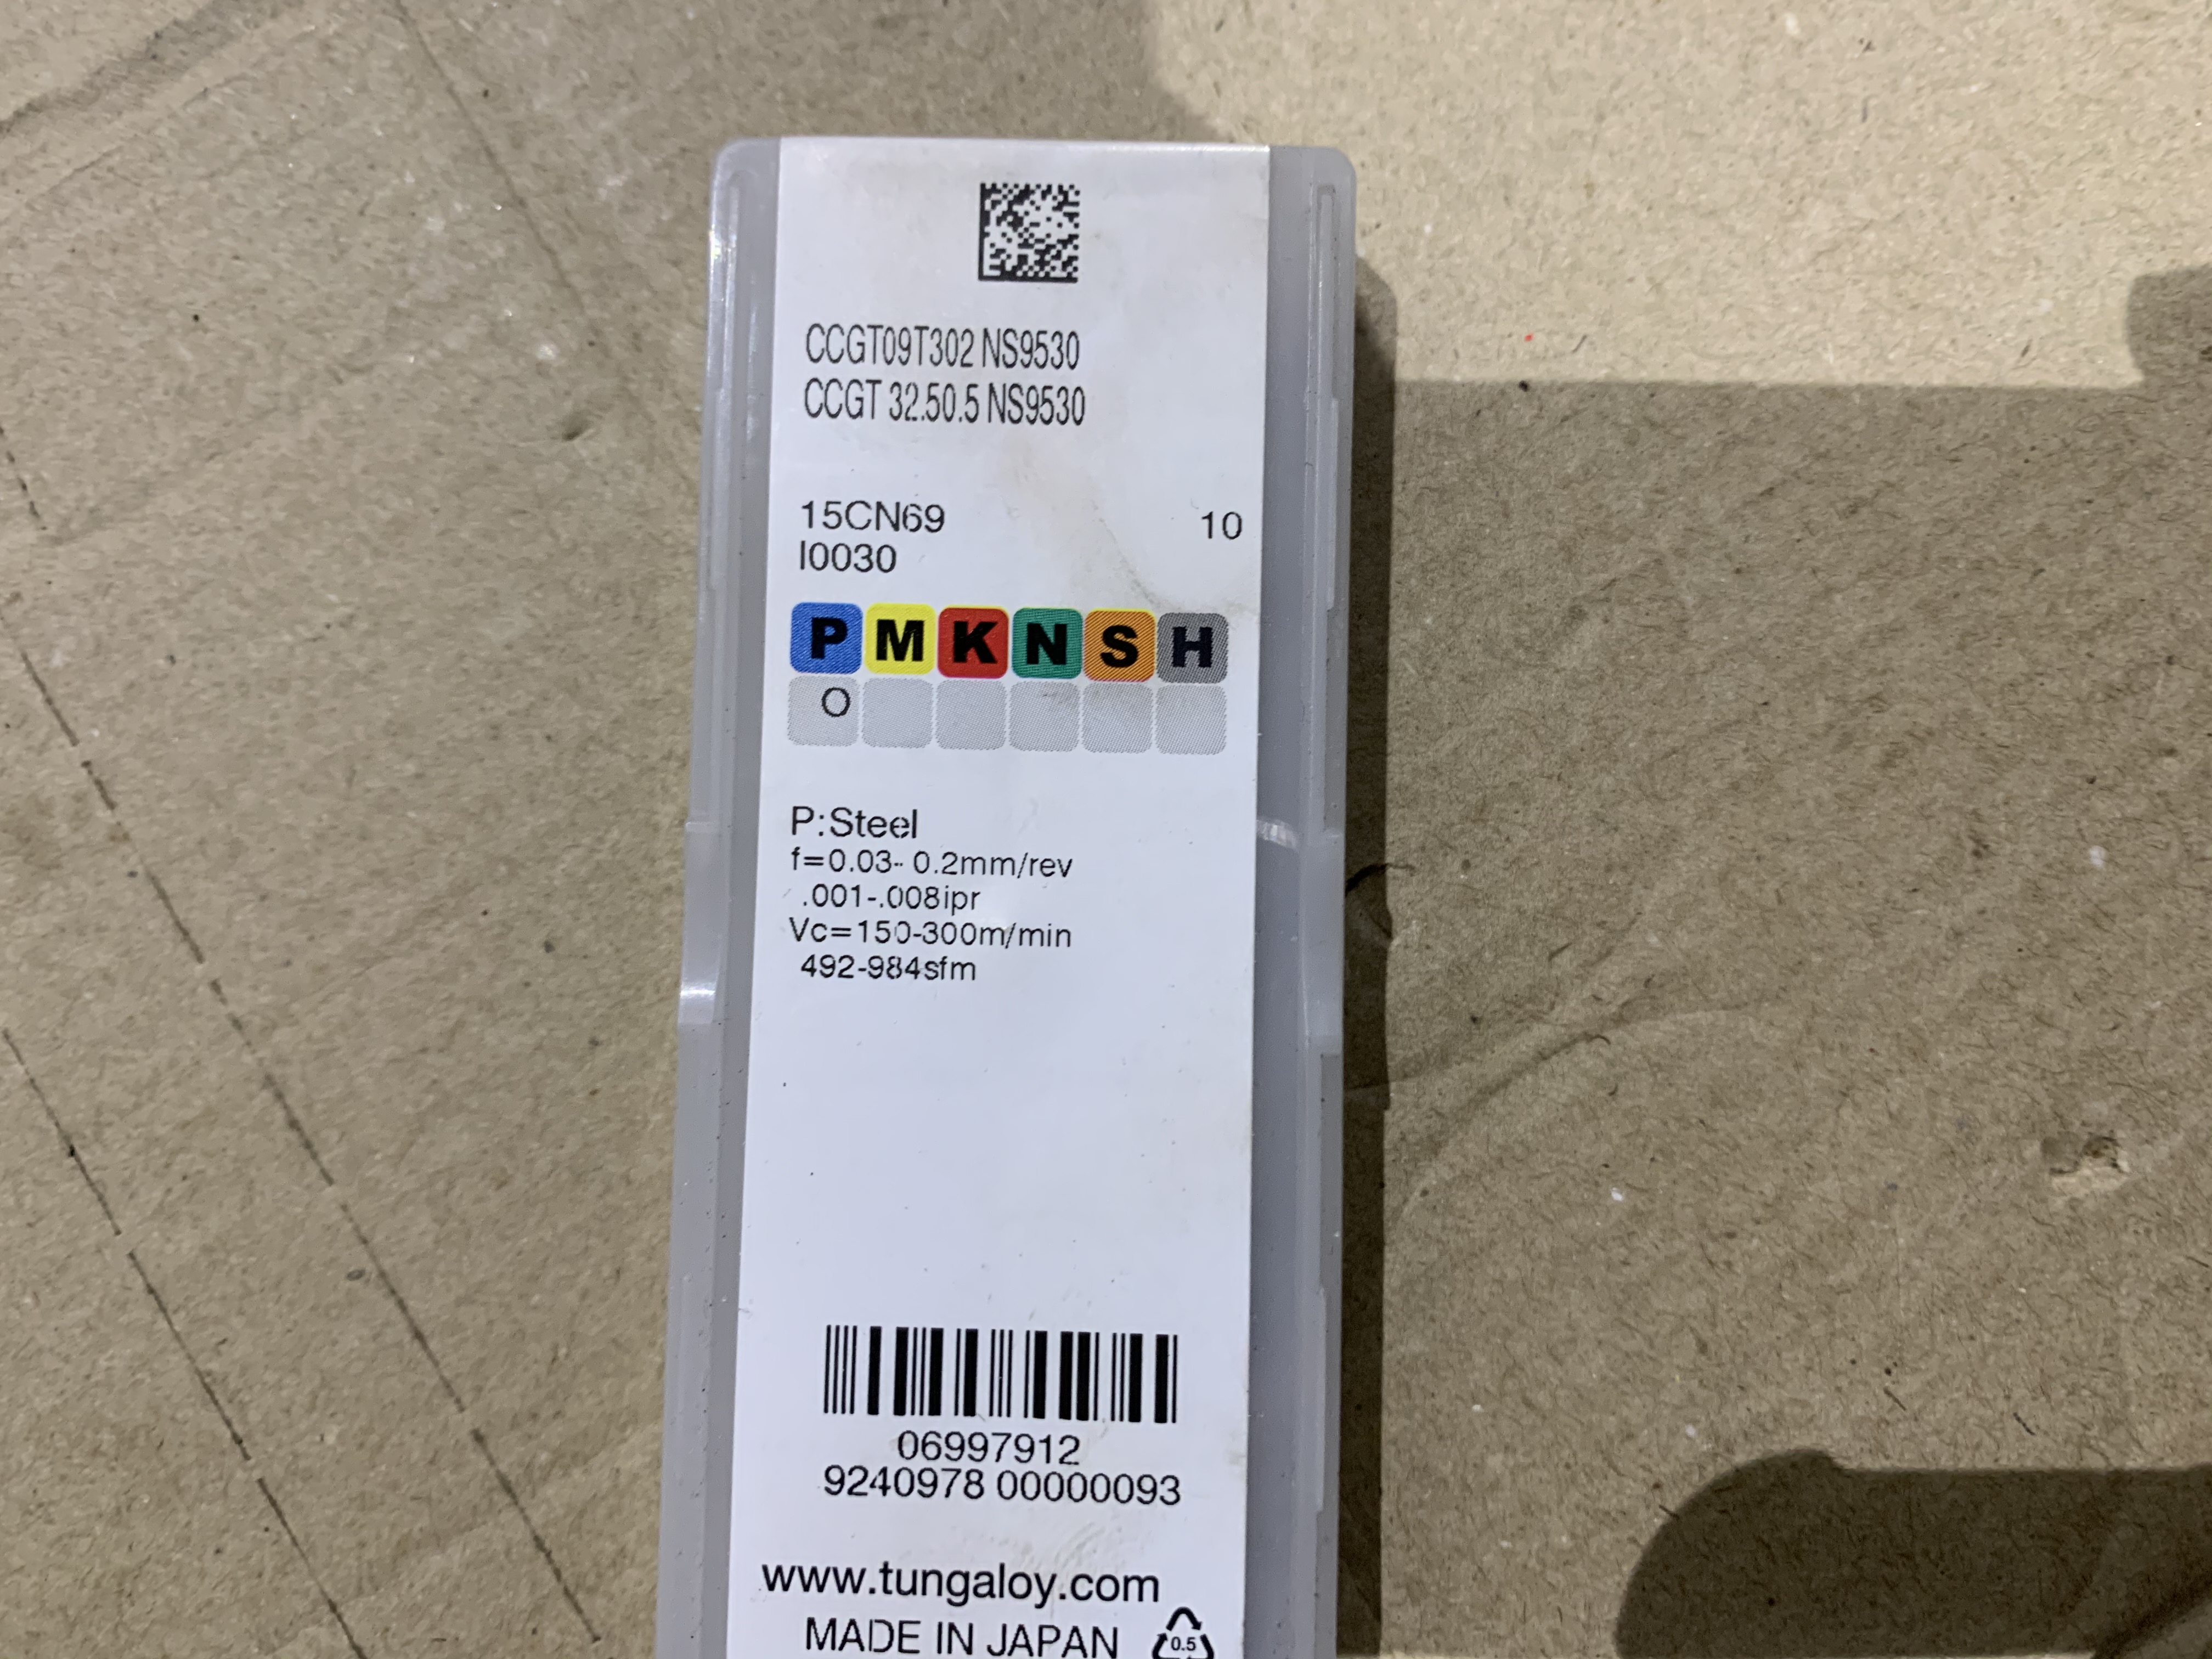 CCGT09T302 NS9530
CCGT 32.50.5 NS9530
15CN69 10
I0030
P M K N S H
O
P:Steel
f=0.03- 0.2mm/rev
.001-.008ipr
Vc=150-300m/min
492-984sfm
06997912
9240978 00000093
www.tungaloy.com
MADE IN JAPAN 0.5